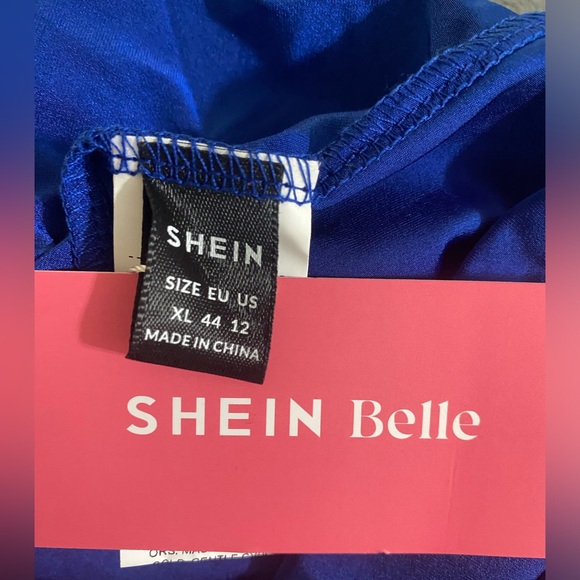 SHEIN
SIZE EU US
XL 44 12
MADE IN CHINA
SHEIN Belle